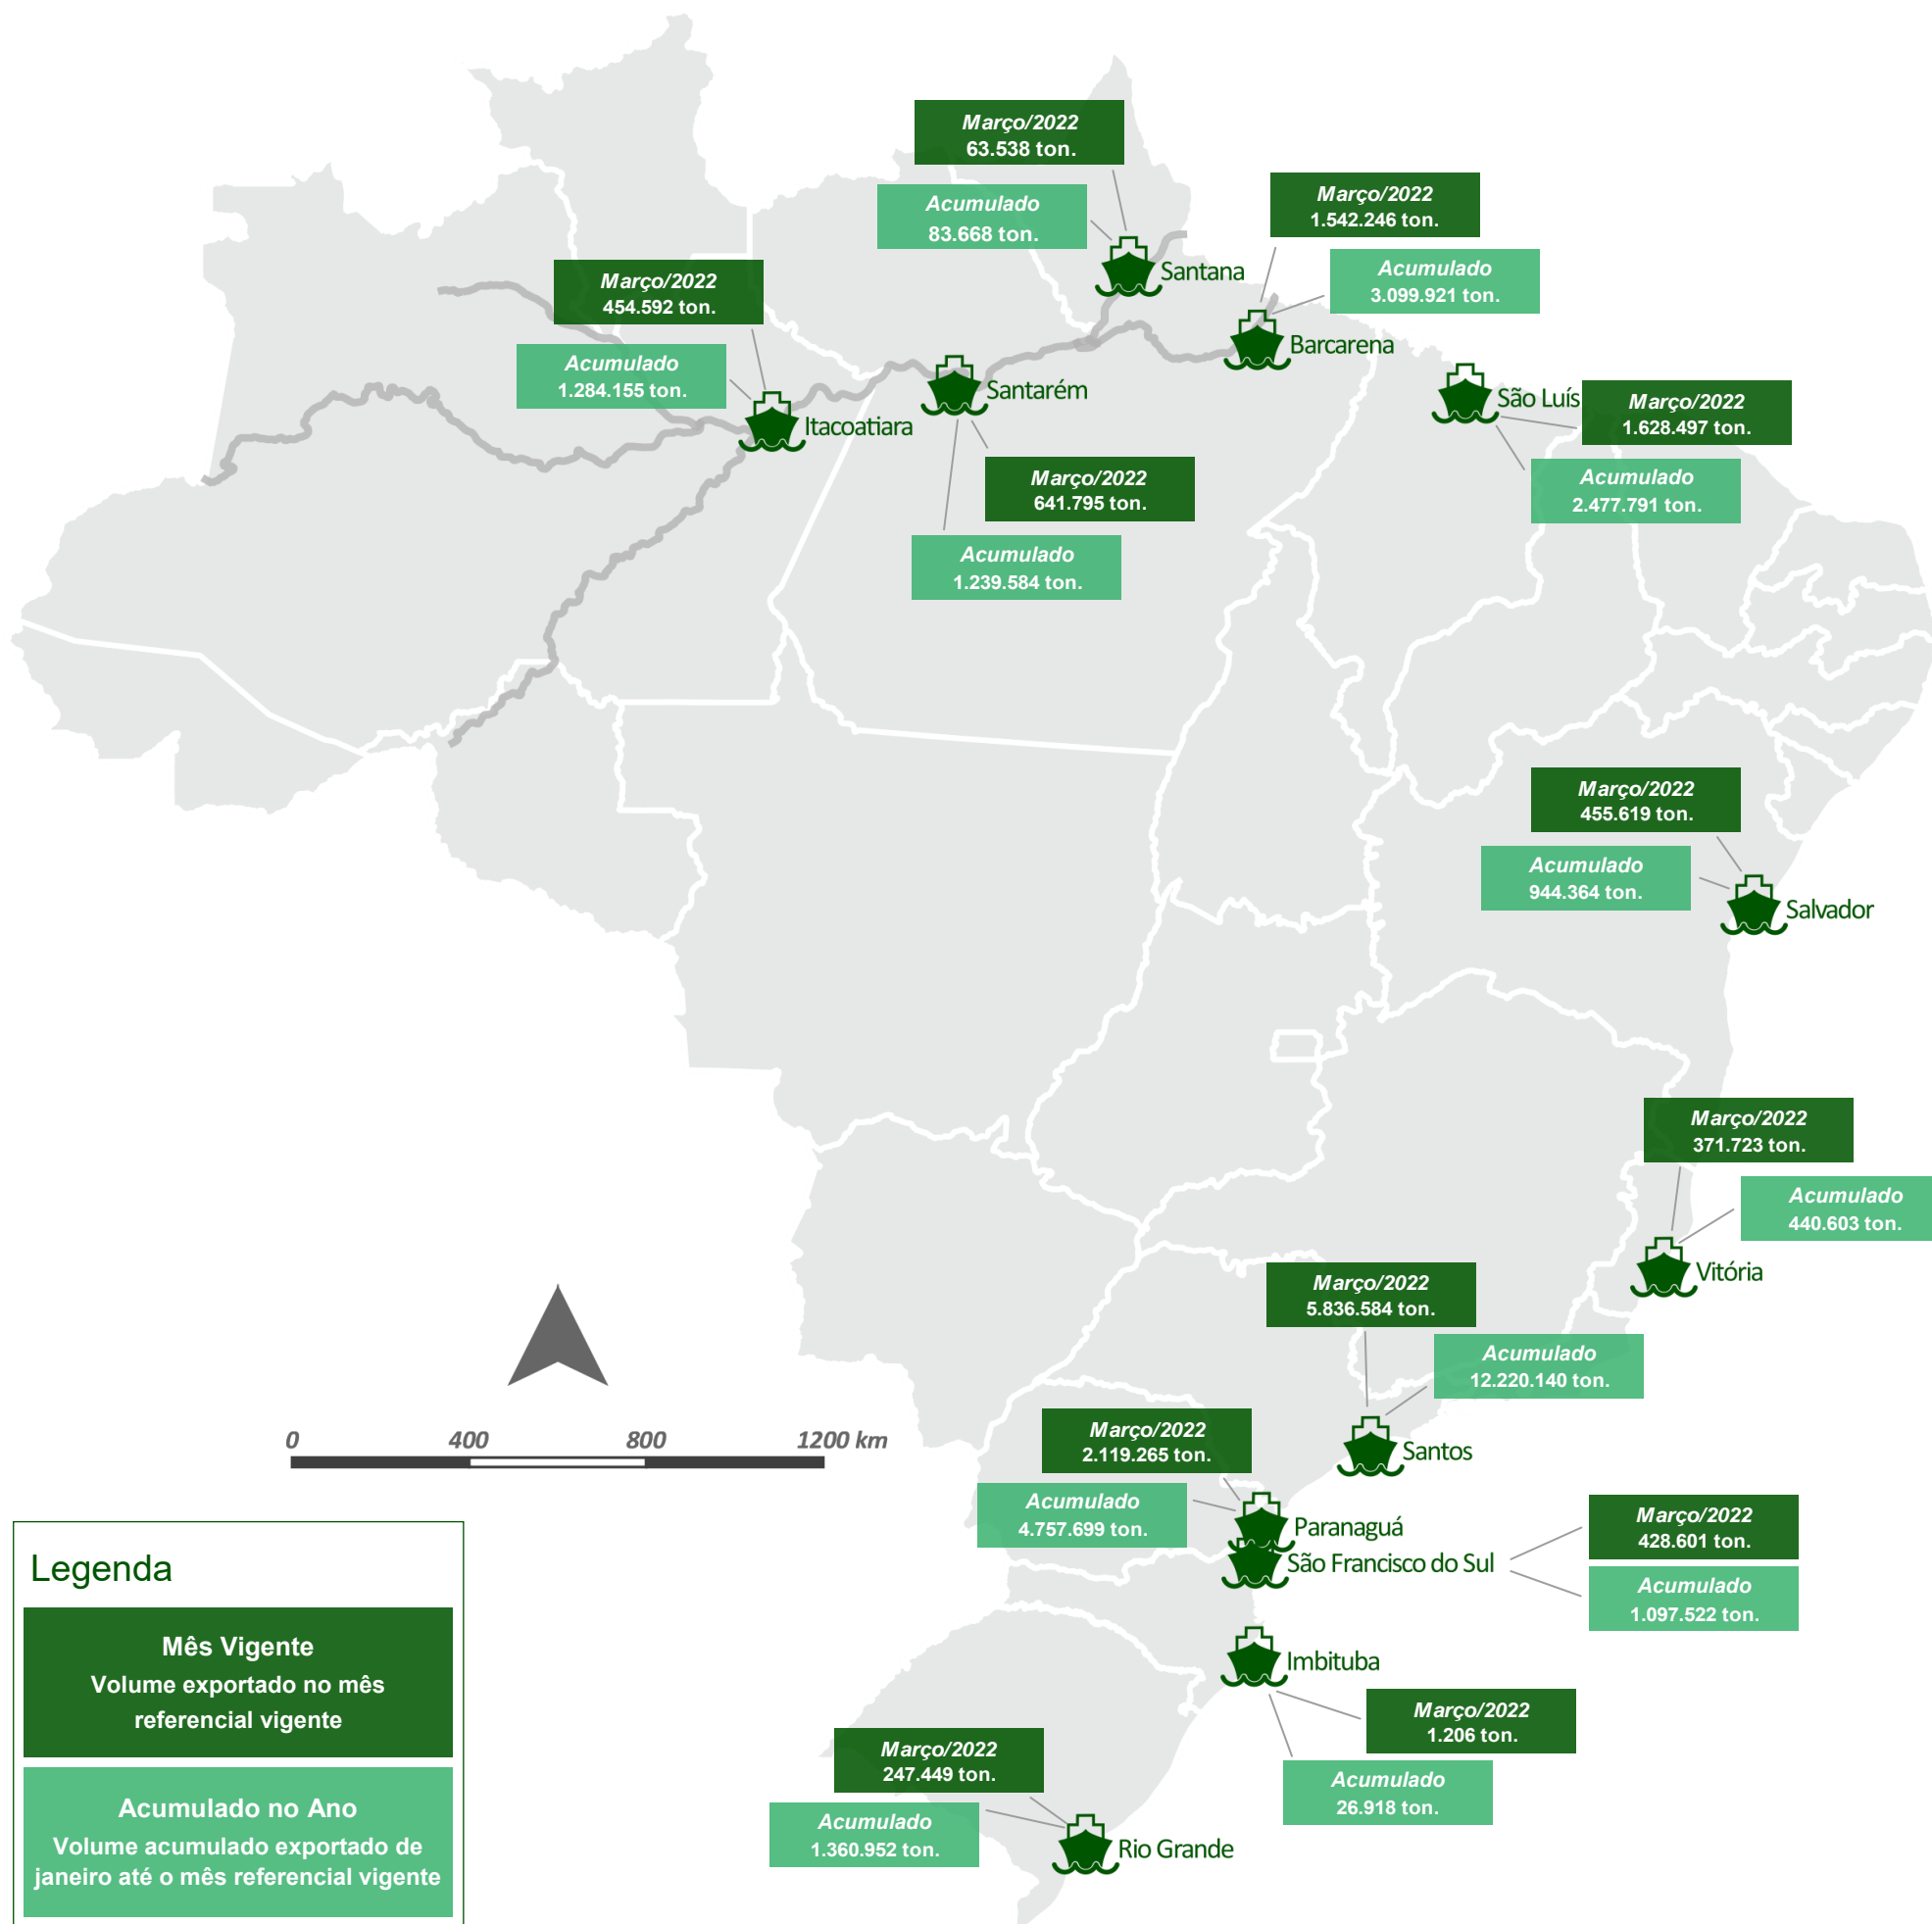 Março/2022
63.538 ton.
Acumulado
83.668 ton.
Santana
Março/2022
1.542.246 ton.
Acumulado
3.099.921 ton.
Barcarena
Março/2022
454.592 ton.
Acumulado
1.284.155 ton.
Itacoatiara
Santarém
Março/2022
641.795 ton.
Acumulado
1.239.584 ton.
São Luís
Março/2022
1.628.497 ton.
Acumulado
2.477.791 ton.
Março/2022
455.619 ton.
Acumulado
944.364 ton.
Salvador
Março/2022
371.723 ton.
Acumulado
440.603 ton.
Vitória
Março/2022
5.836.584 ton.
Acumulado
12.220.140 ton.
Santos
Março/2022
2.119.265 ton.
Acumulado
4.757.699 ton.
Paranaguá
São Francisco do Sul
Março/2022
428.601 ton.
Acumulado
1.097.522 ton.
Imbituba
Março/2022
1.206 ton.
Acumulado
26.918 ton.
Março/2022
247.449 ton.
Acumulado
1.360.952 ton.
Rio Grande
0 400 800 1200 km
Legenda
Mês Vigente
Volume exportado no mês
referencial vigente
Acumulado no Ano
Volume acumulado exportado de
janeiro até o mês referencial vigente